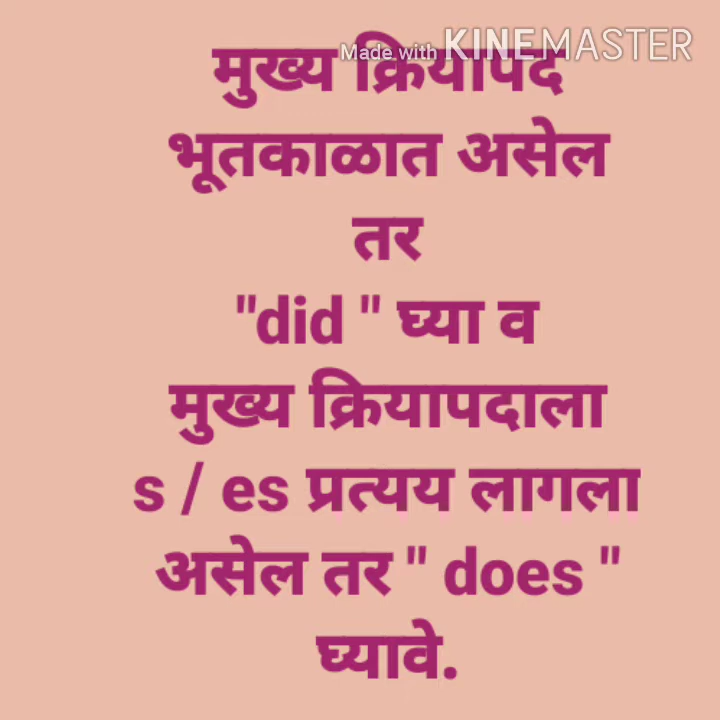 Made with KINEMASTER
मुख्य क्रियापद
भूतकाळात असेल
तर
"did " घ्या व
मुख्य क्रियापदाला
s / es प्रत्यय लागला
असेल तर " does "
घ्यावे.